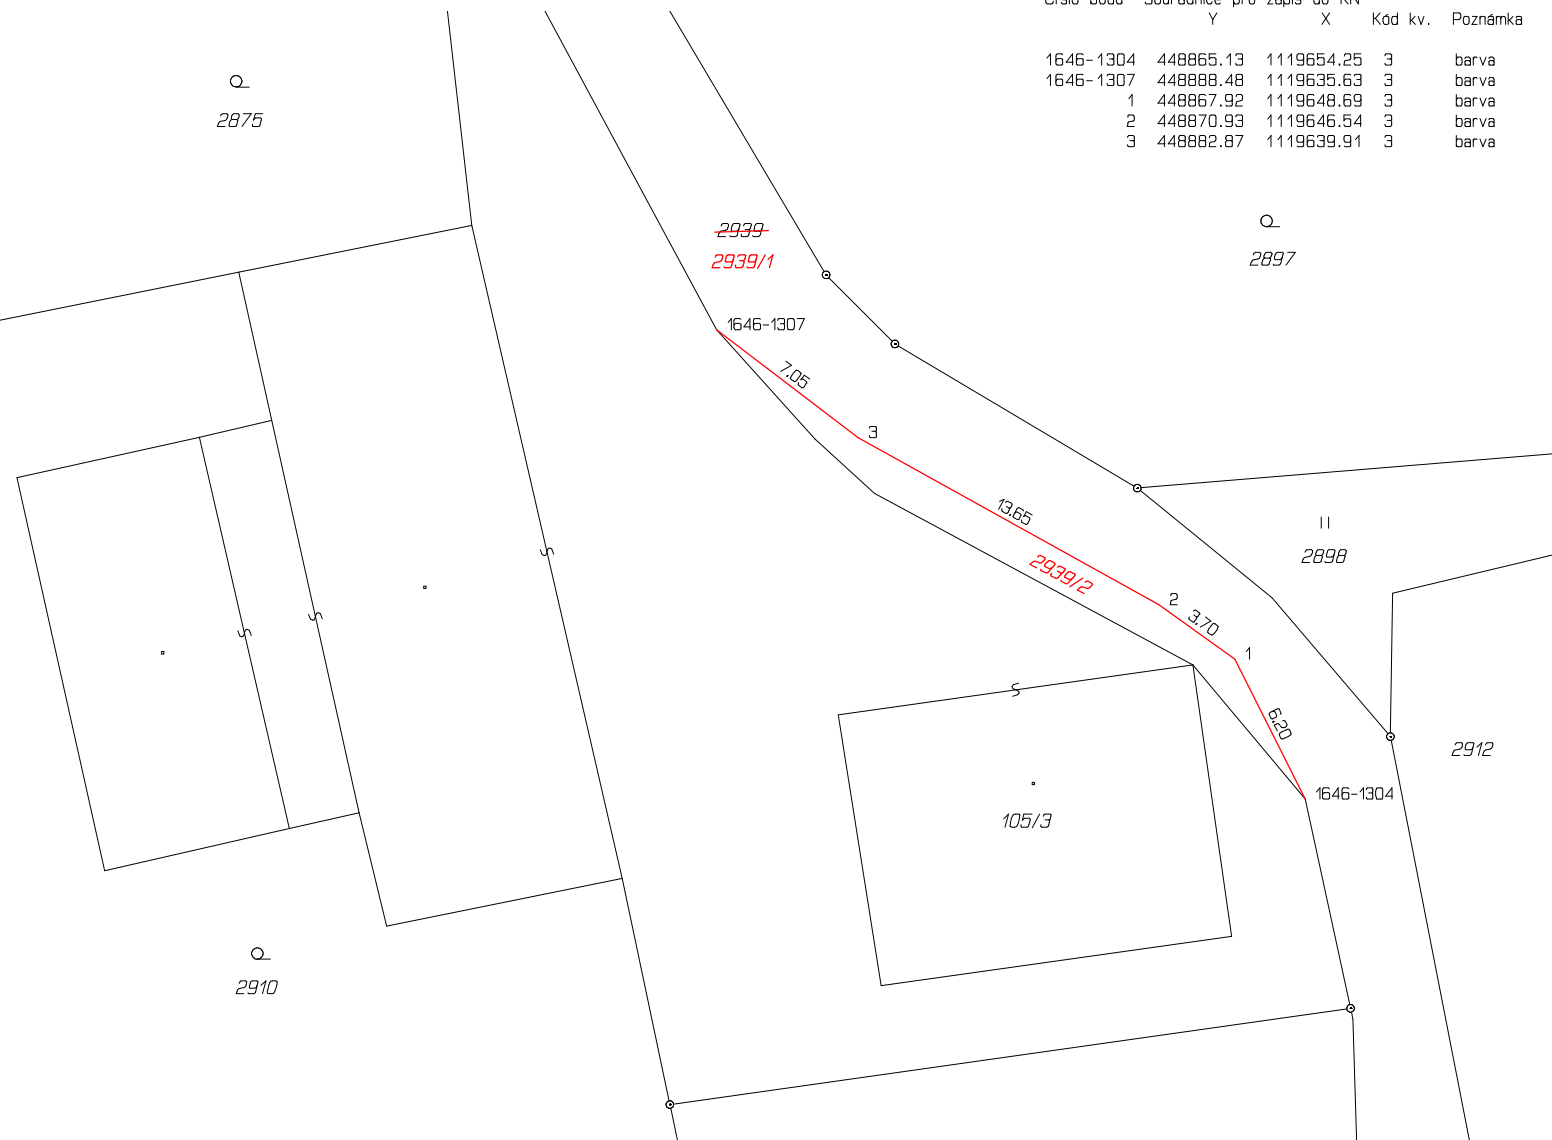 Číslo bodu Souřadnice pro zápis do KN
Y X Kód kv. Poznámka
1646-1304 448865.13 1119654.25 3 barva
1646-1307 448888.48 1119635.63 3 barva
1 448867.92 1119648.69 3 barva
2 448870.93 1119646.54 3 barva
3 448882.87 1119639.91 3 barva
2875
2939
2939/1
2897
1646-1307
7.05
3
13.65
2939/2
2898
2
3.70
1
6.20
2912
1646-1304
105/3
2910